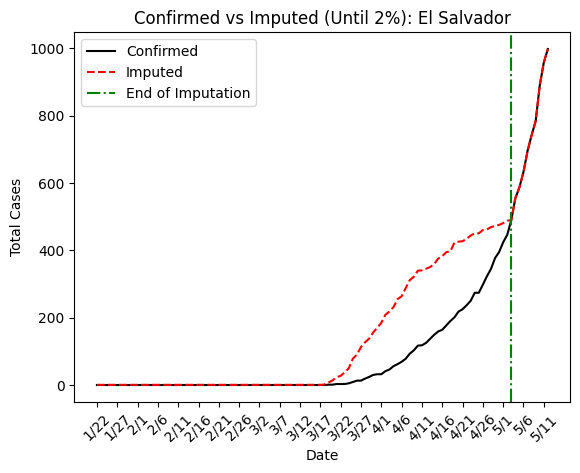 Confirmed vs Imputed (Until 2%): El Salvador
Confirmed
Imputed
End of Imputation
Total Cases
1000
800
600
400
200
0
1/22 1/27 2/1 2/6 2/11 2/16 2/21 2/26 3/2 3/7 3/12 3/17 3/22 3/27 4/1 4/6 4/11 4/16 4/21 4/26 5/1 5/6 5/11
Date